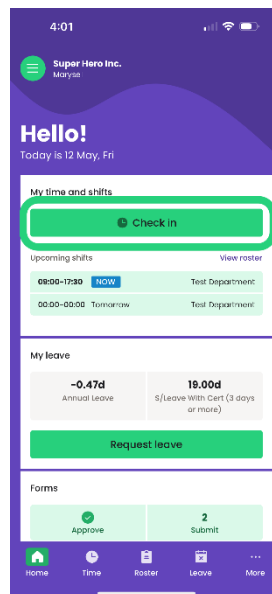 4:01
Super Hero Inc.
Maryse
Hello!
Today is 12 May, Fri
My time and shifts
Check in
Upcoming shifts View roster
09:00-17:30 NOW Test Department
00:00-00:00 Tomorrow Test Department
My leave
-0.47d 19.00d
Annual Leave S/Leave With Cert (3 days
or more)
Request leave
Forms
2
Approve Submit
Home Time Roster Leave More